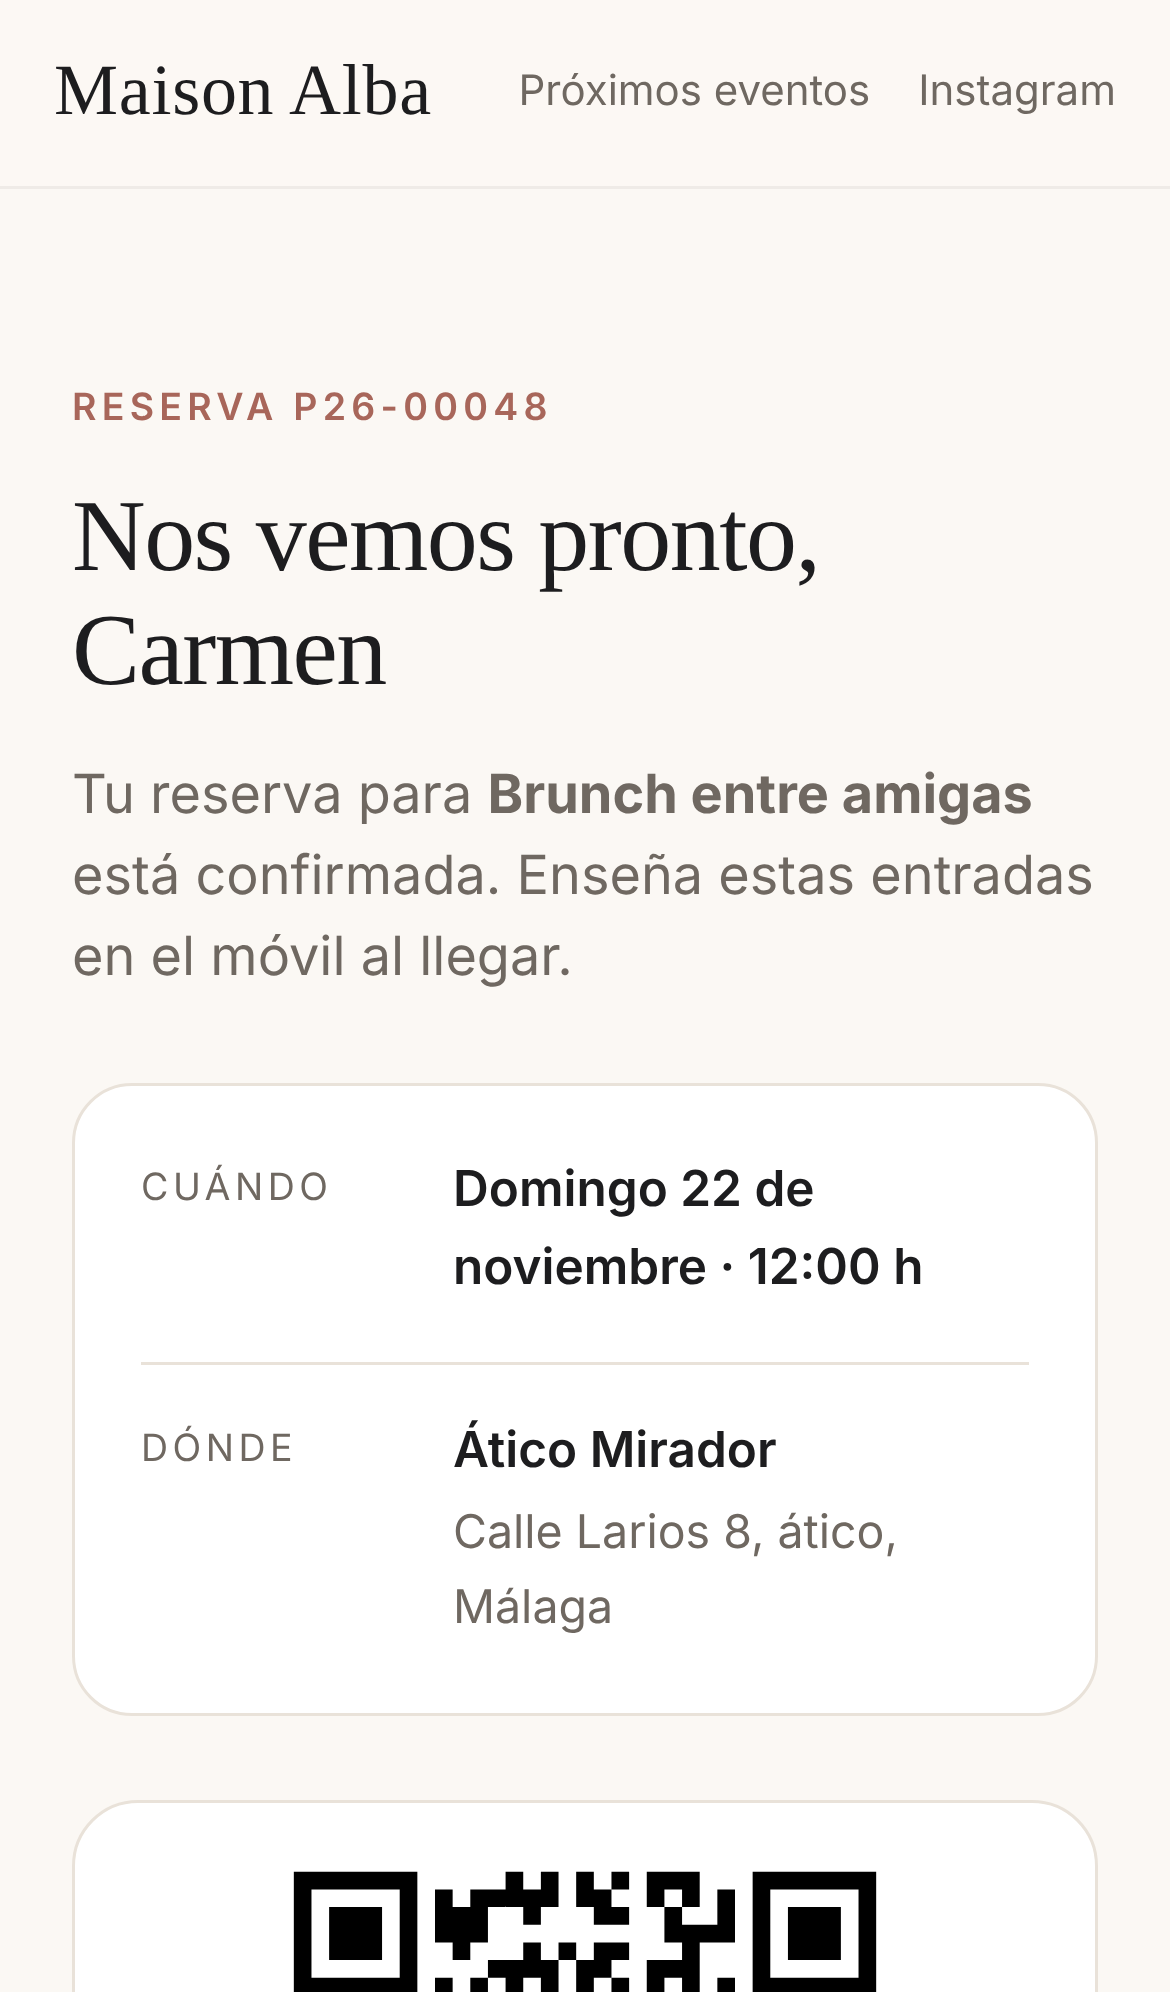 Maison Alba
Próximos eventos
Instagram
RESERVA P26-00048
Nos vemos pronto,
Carmen
Tu reserva para Brunch entre amigas
está confirmada. Enseña estas entradas
en el móvil al llegar.
CUÁNDO
Domingo 22 de
noviembre · 12:00 h
DÓNDE
Ático Mirador
Calle Larios 8, ático,
Málaga